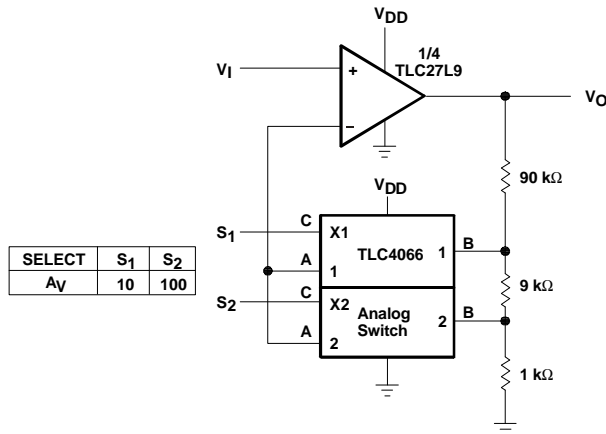 VDD
1/4
TLC27L9
VI
+
−
VO
90 kΩ
VDD
S1
C
X1
TLC4066
1
B
A
1
9 kΩ
S2
C
X2
Analog
Switch
2
B
A
2
1 kΩ
SELECT S1 S2
AV 10 100